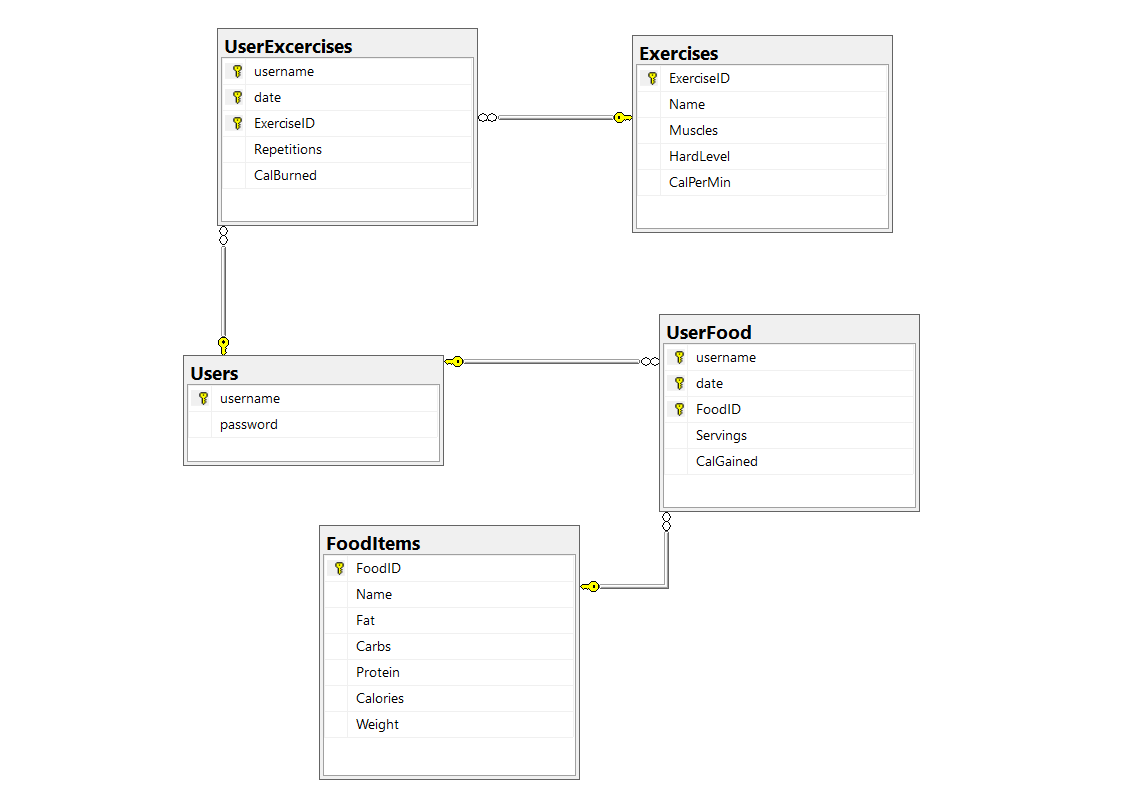 UserExcercises
username
date
ExerciseID
Repetitions
CalBurned
Exercises
ExerciseID
Name
Muscles
HardLevel
CalPerMin
Users
username
password
UserFood
username
date
FoodID
Servings
CalGained
FoodItems
FoodID
Name
Fat
Carbs
Protein
Calories
Weight